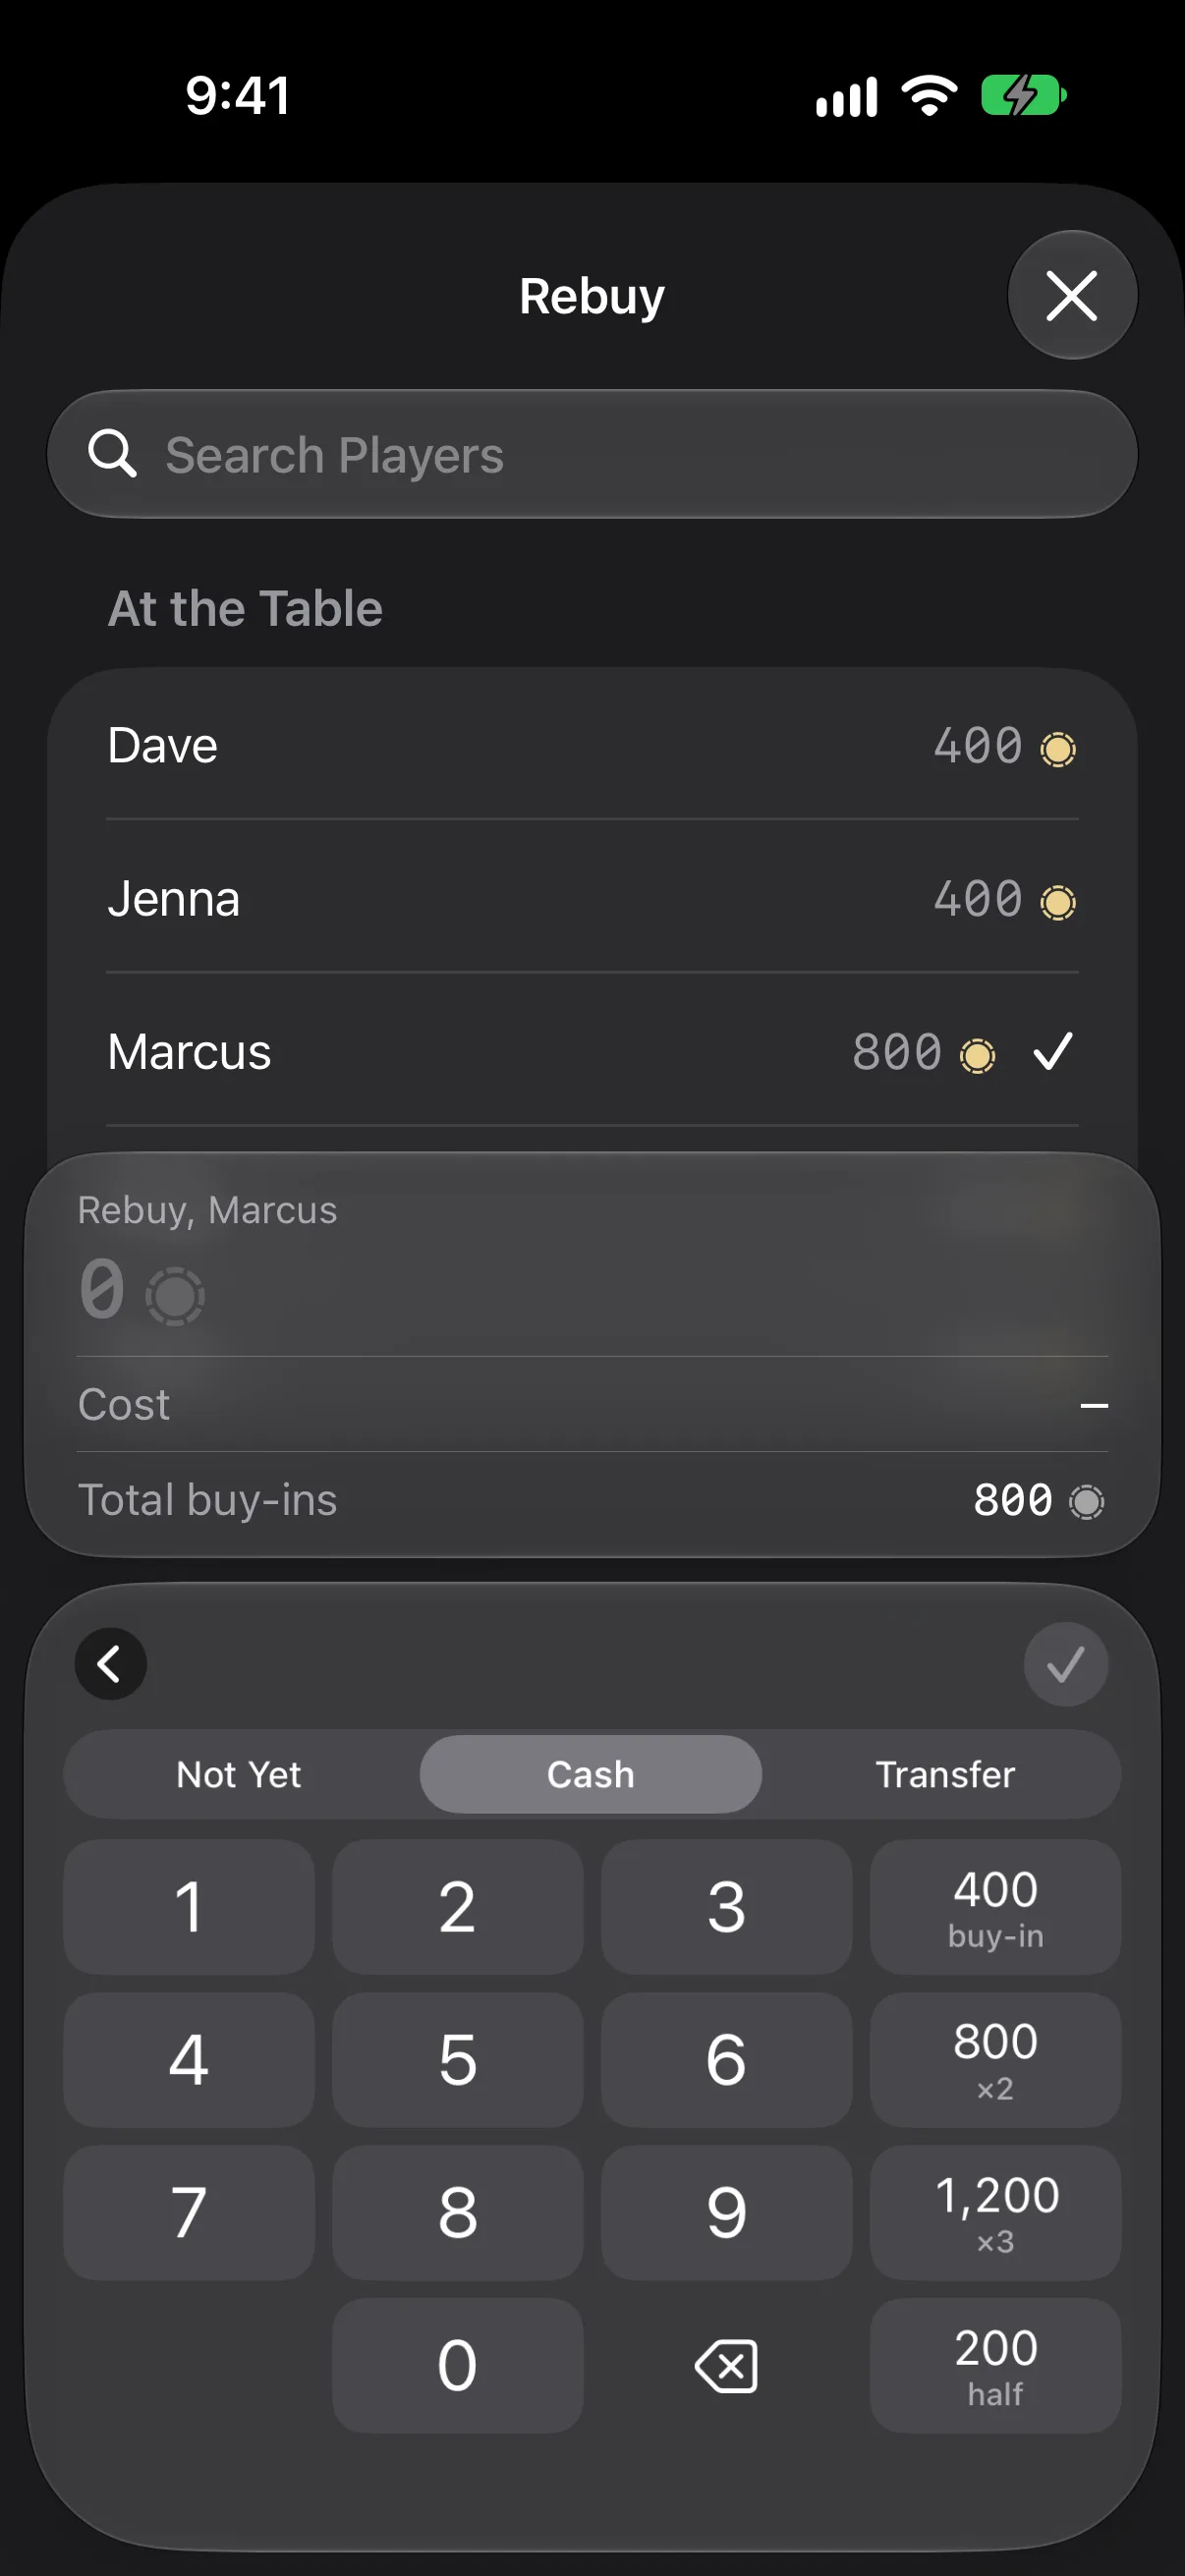 9:41
Rebuy
Search Players
At the Table
Dave 400
Jenna 400
Marcus 800
Rebuy, Marcus
0
Cost –
Total buy-ins 800
Not Yet Cash Transfer
1 2 3 400
buy-in
4 5 6 800
×2
7 8 9 1,200
×3
0 200
half